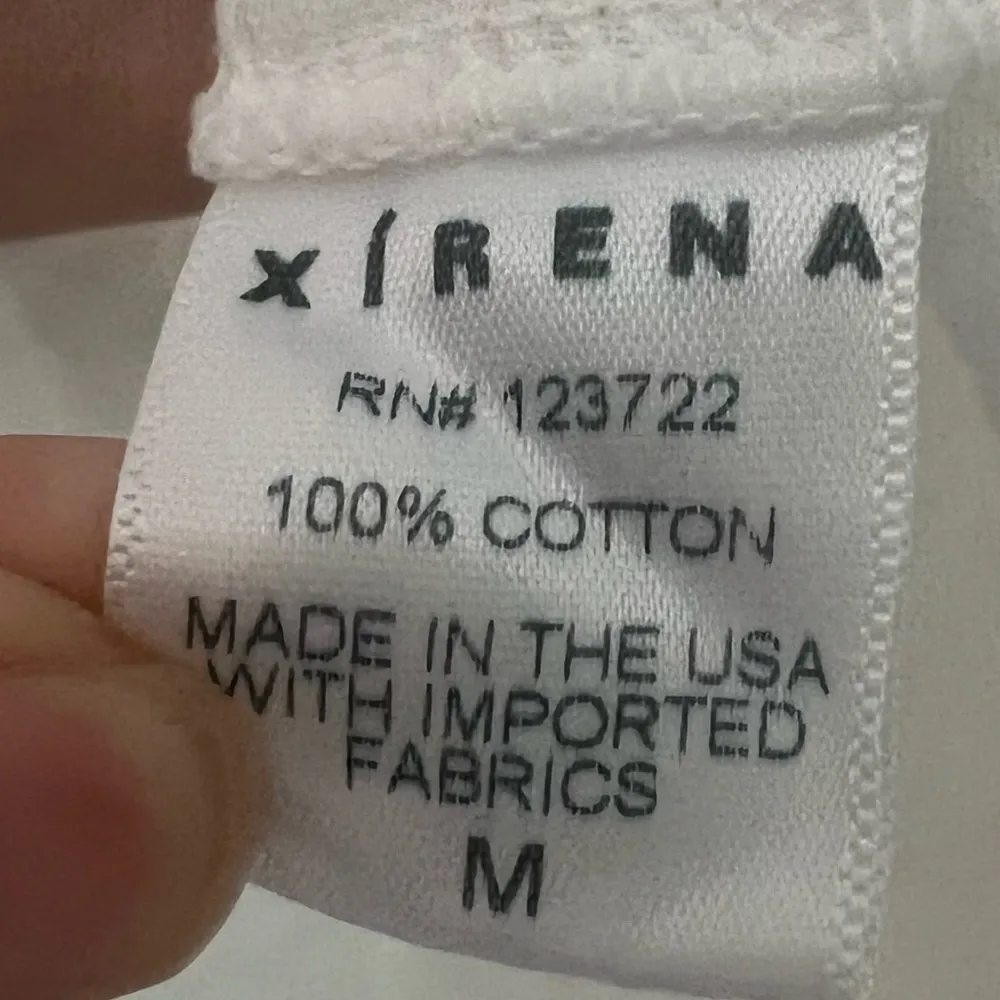 XÍRENA
RN# 123722
100% COTTON
MADE IN THE USA
WITH IMPORTED
FABRICS
M